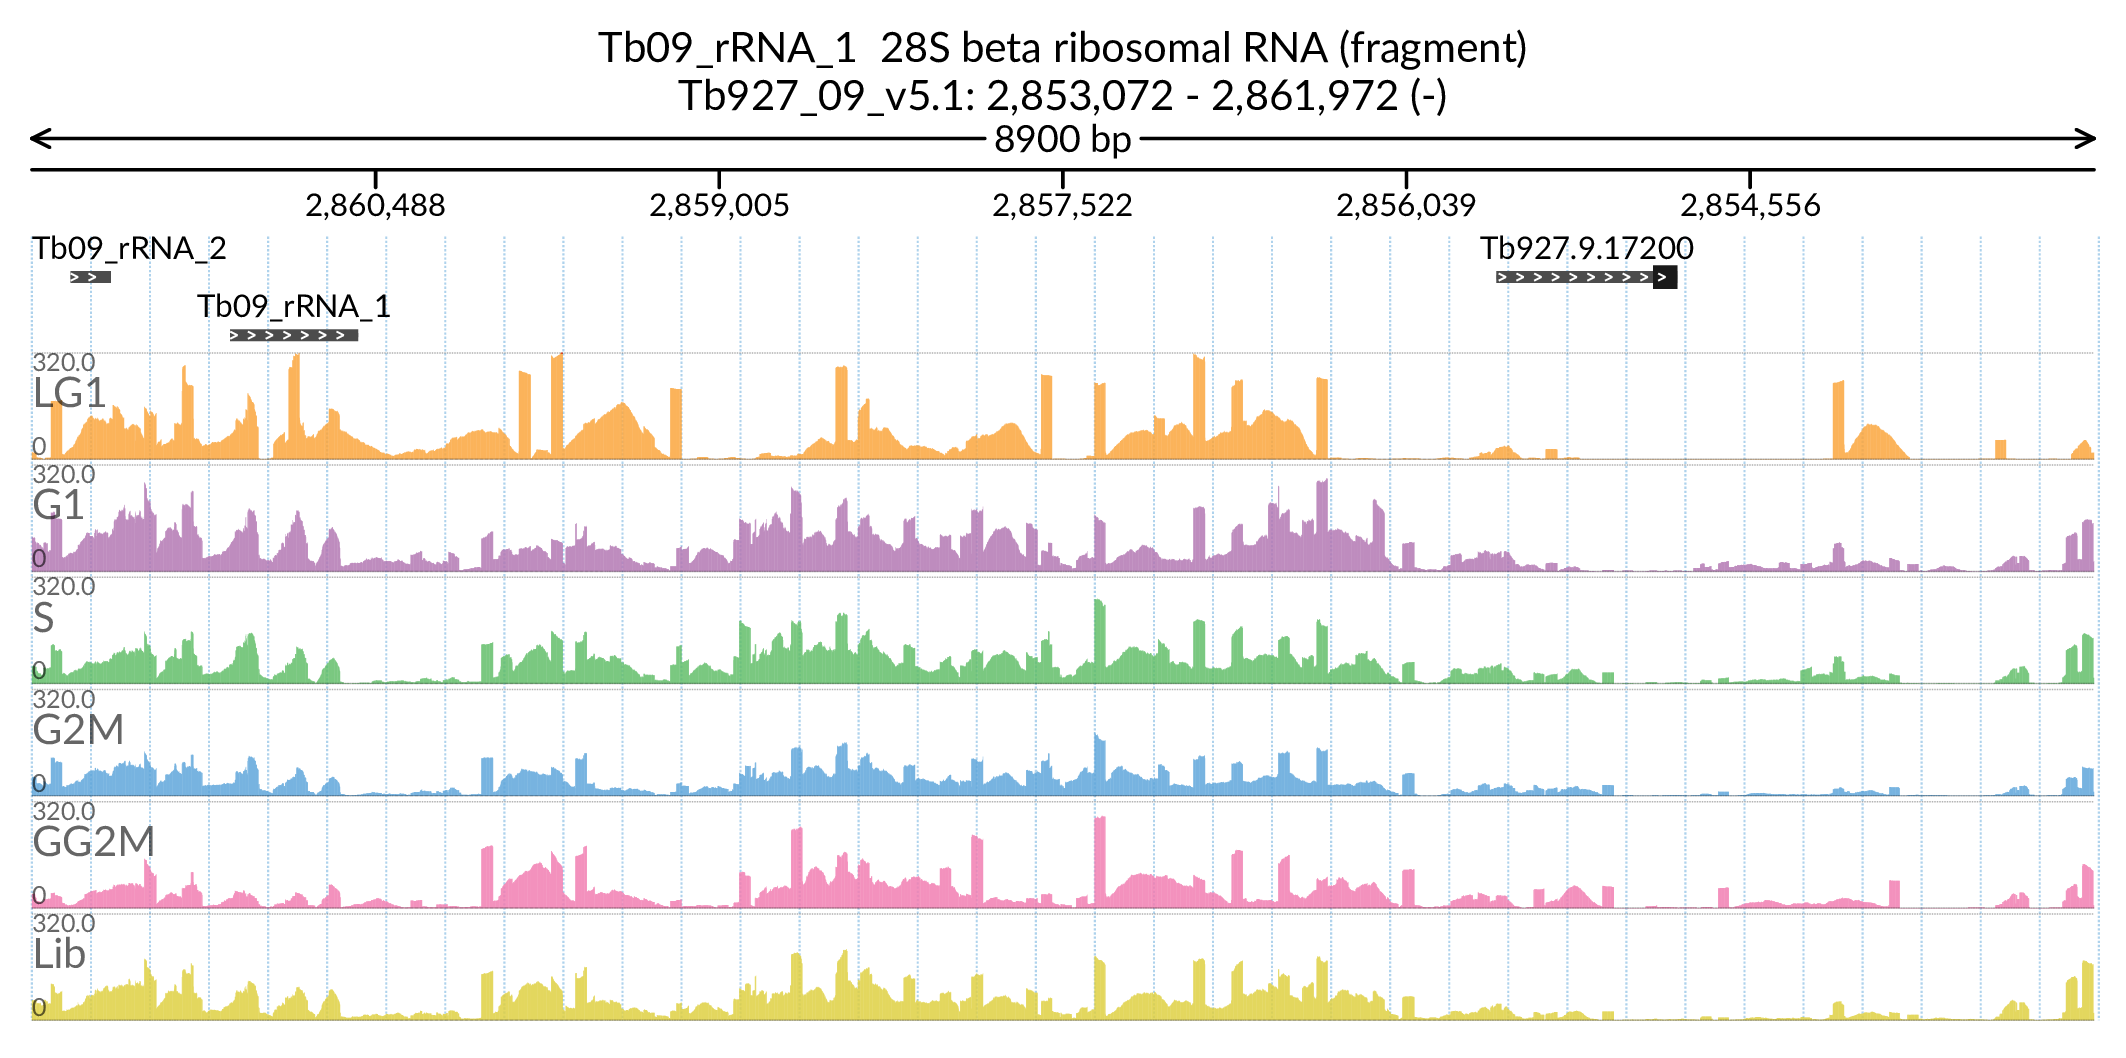 Tb09_rRNA_1  28S beta ribosomal RNA (fragment)
Tb927_09_v5.1: 2,853,072 - 2,861,972 (-)
8900 bp
2,860,488 2,859,005 2,857,522 2,856,039 2,854,556
Tb09_rRNA_2 Tb927.9.17200
Tb09_rRNA_1
320.0
LG1
0
320.0
G1
0
320.0
S
0
320.0
G2M
0
320.0
GG2M
0
320.0
Lib
0